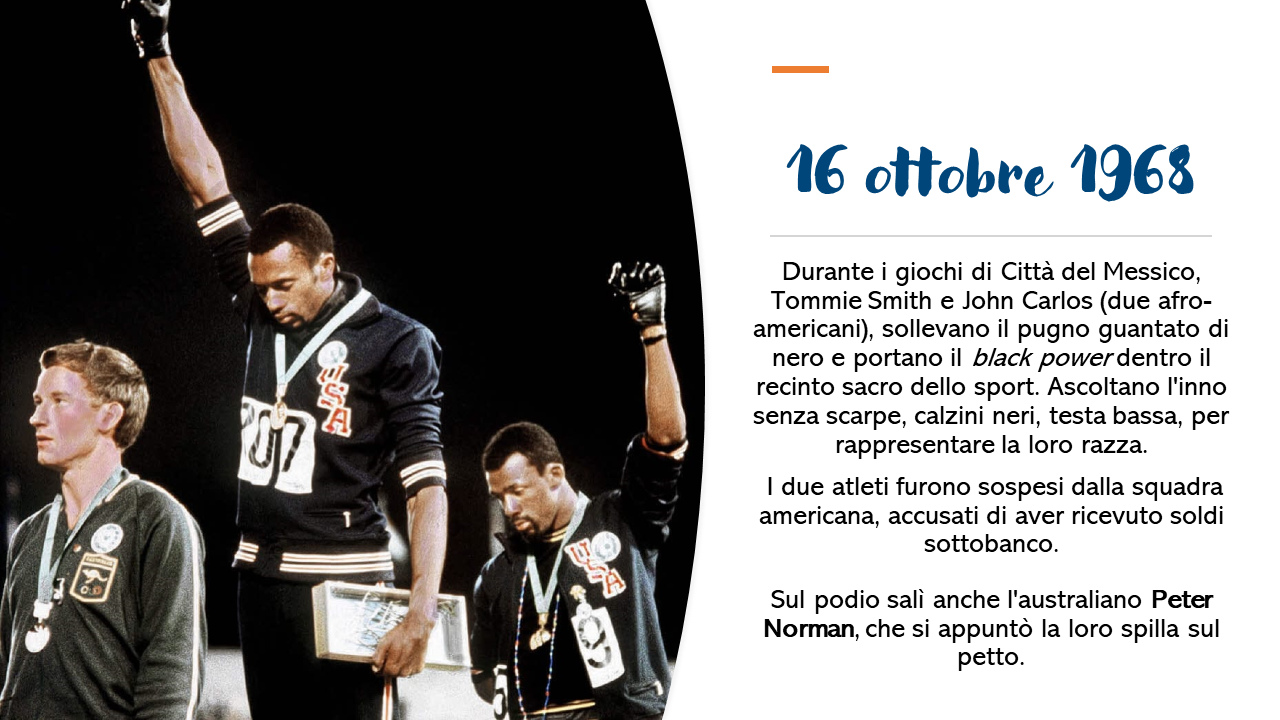 16 ottobre 1968
Durante i giochi di Città del Messico,
Tommie Smith e John Carlos (due afro-
americani), sollevano il pugno guantato di
nero e portano il black power dentro il
recinto sacro dello sport. Ascoltano l'inno
senza scarpe, calzini neri, testa bassa, per
rappresentare la loro razza.
I due atleti furono sospesi dalla squadra
americana, accusati di aver ricevuto soldi
sottobanco.
Sul podio salì anche l'australiano Peter
Norman, che si appuntò la loro spilla sul
petto.
USA
307
USA